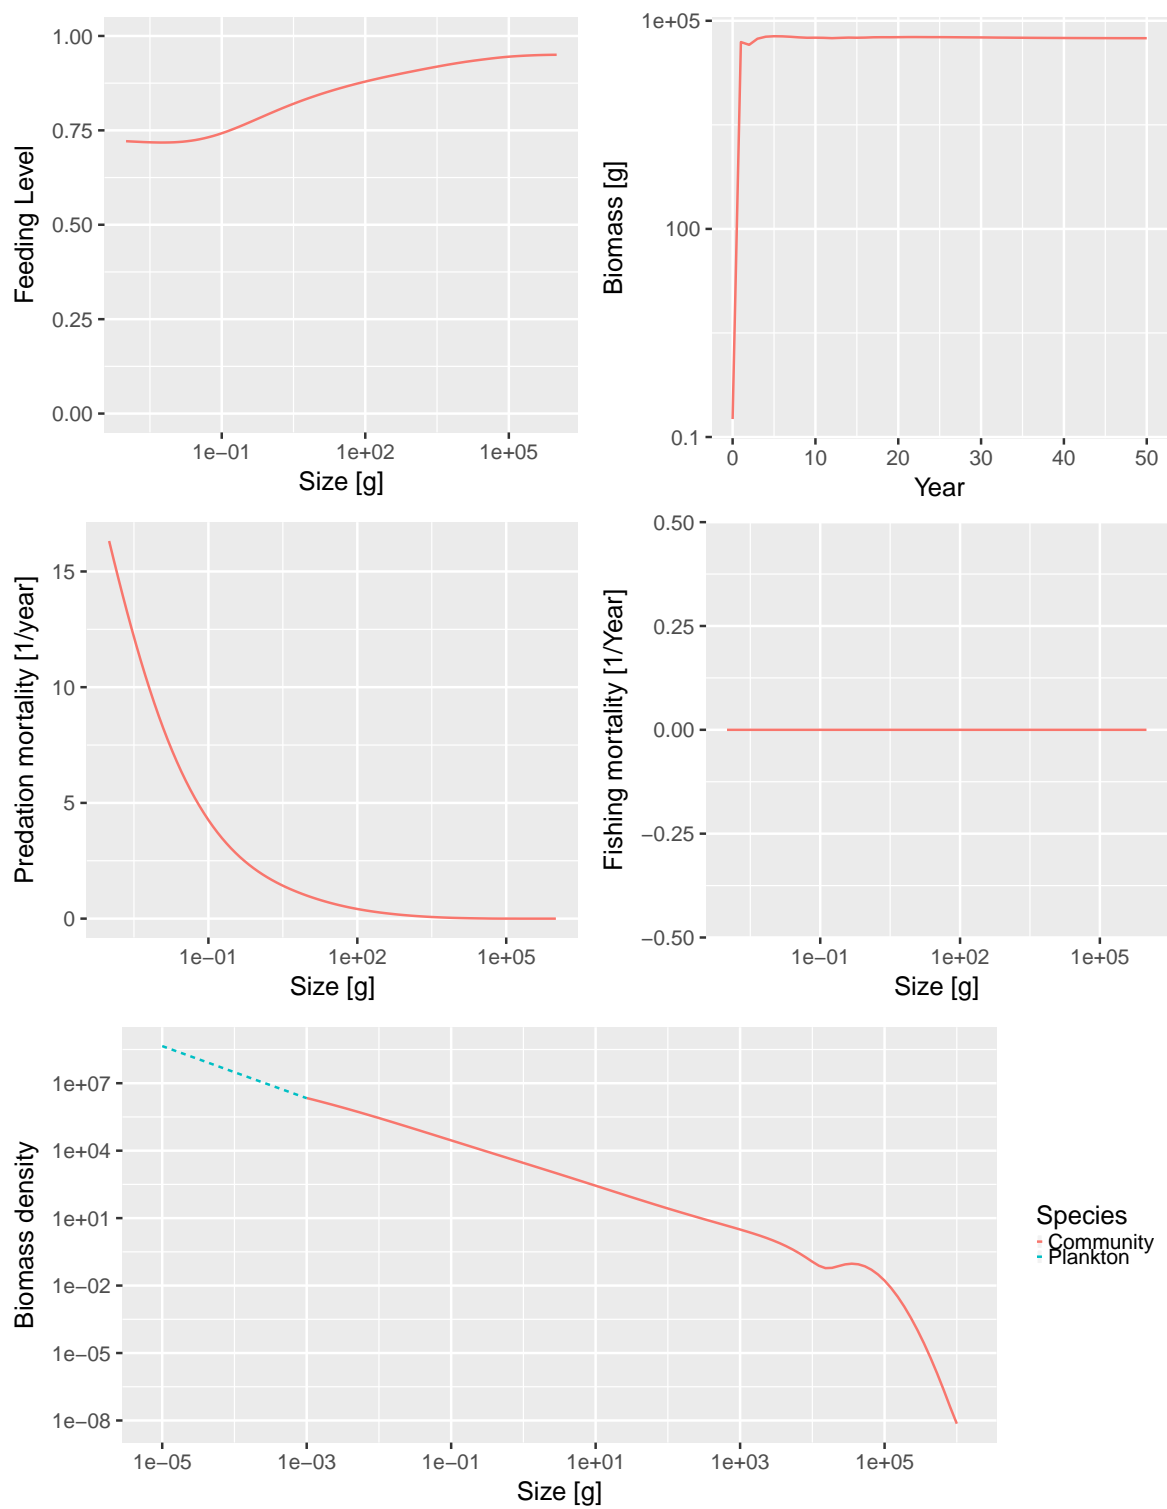 1.00
0.75
0.50
0.25
0.00
Feeding Level
1e−01 1e+02 1e+05
Size [g]
1e+05
100
0.1
Biomass [g]
0 10 20 30 40 50
Year
15
10
5
0
Predation mortality [1/year]
1e−01 1e+02 1e+05
Size [g]
0.50
0.25
0.00
−0.25
−0.50
Fishing mortality [1/Year]
1e−01 1e+02 1e+05
Size [g]
1e+07
1e+04
1e+01
1e−02
1e−05
1e−08
Biomass density
1e−05 1e−03 1e−01 1e+01 1e+03 1e+05
Size [g]
Species
Community
Plankton